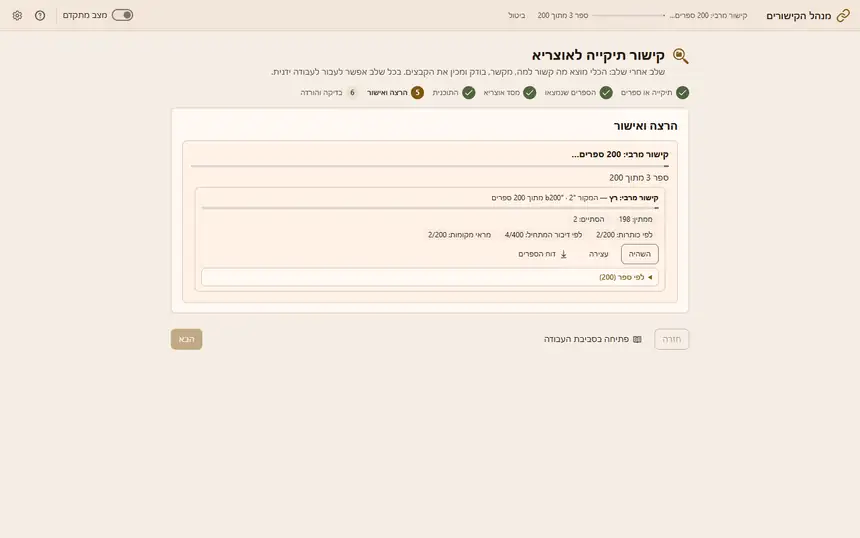 מנהל הקישורים
קישור מרבי: 200 ספרים...
ספר 3 מתוך 200
ביטול
מצב מתקדם
קישור תיקייה לאוצריא
שלב אחרי שלב: הכלי מוצא מה קשור למה, מקשר, בודק ומכין את הקבצים. בכל שלב אפשר לעבור לעבודה ידנית.
תיקייה או ספרים
הספרים שנמצאו
מסד אוצריא
התוכנית
5 הרצה ואישור
6 בדיקה והורדה
הרצה ואישור
קישור מרבי: 200 ספרים...
ספר 3 מתוך 200
קישור מרבי: רץ — המקור "b200" · 2 מתוך 200 ספרים
ממתין: 198 הסתיים: 2
לפי כותרות: 2/200 לפי דיבור המתחיל: 4/400 מראי מקומות: 2/200
השהיה
עצירה
דוח הספרים
לפי ספר (200)
חזרה
פתיחה בסביבת העבודה
הבא